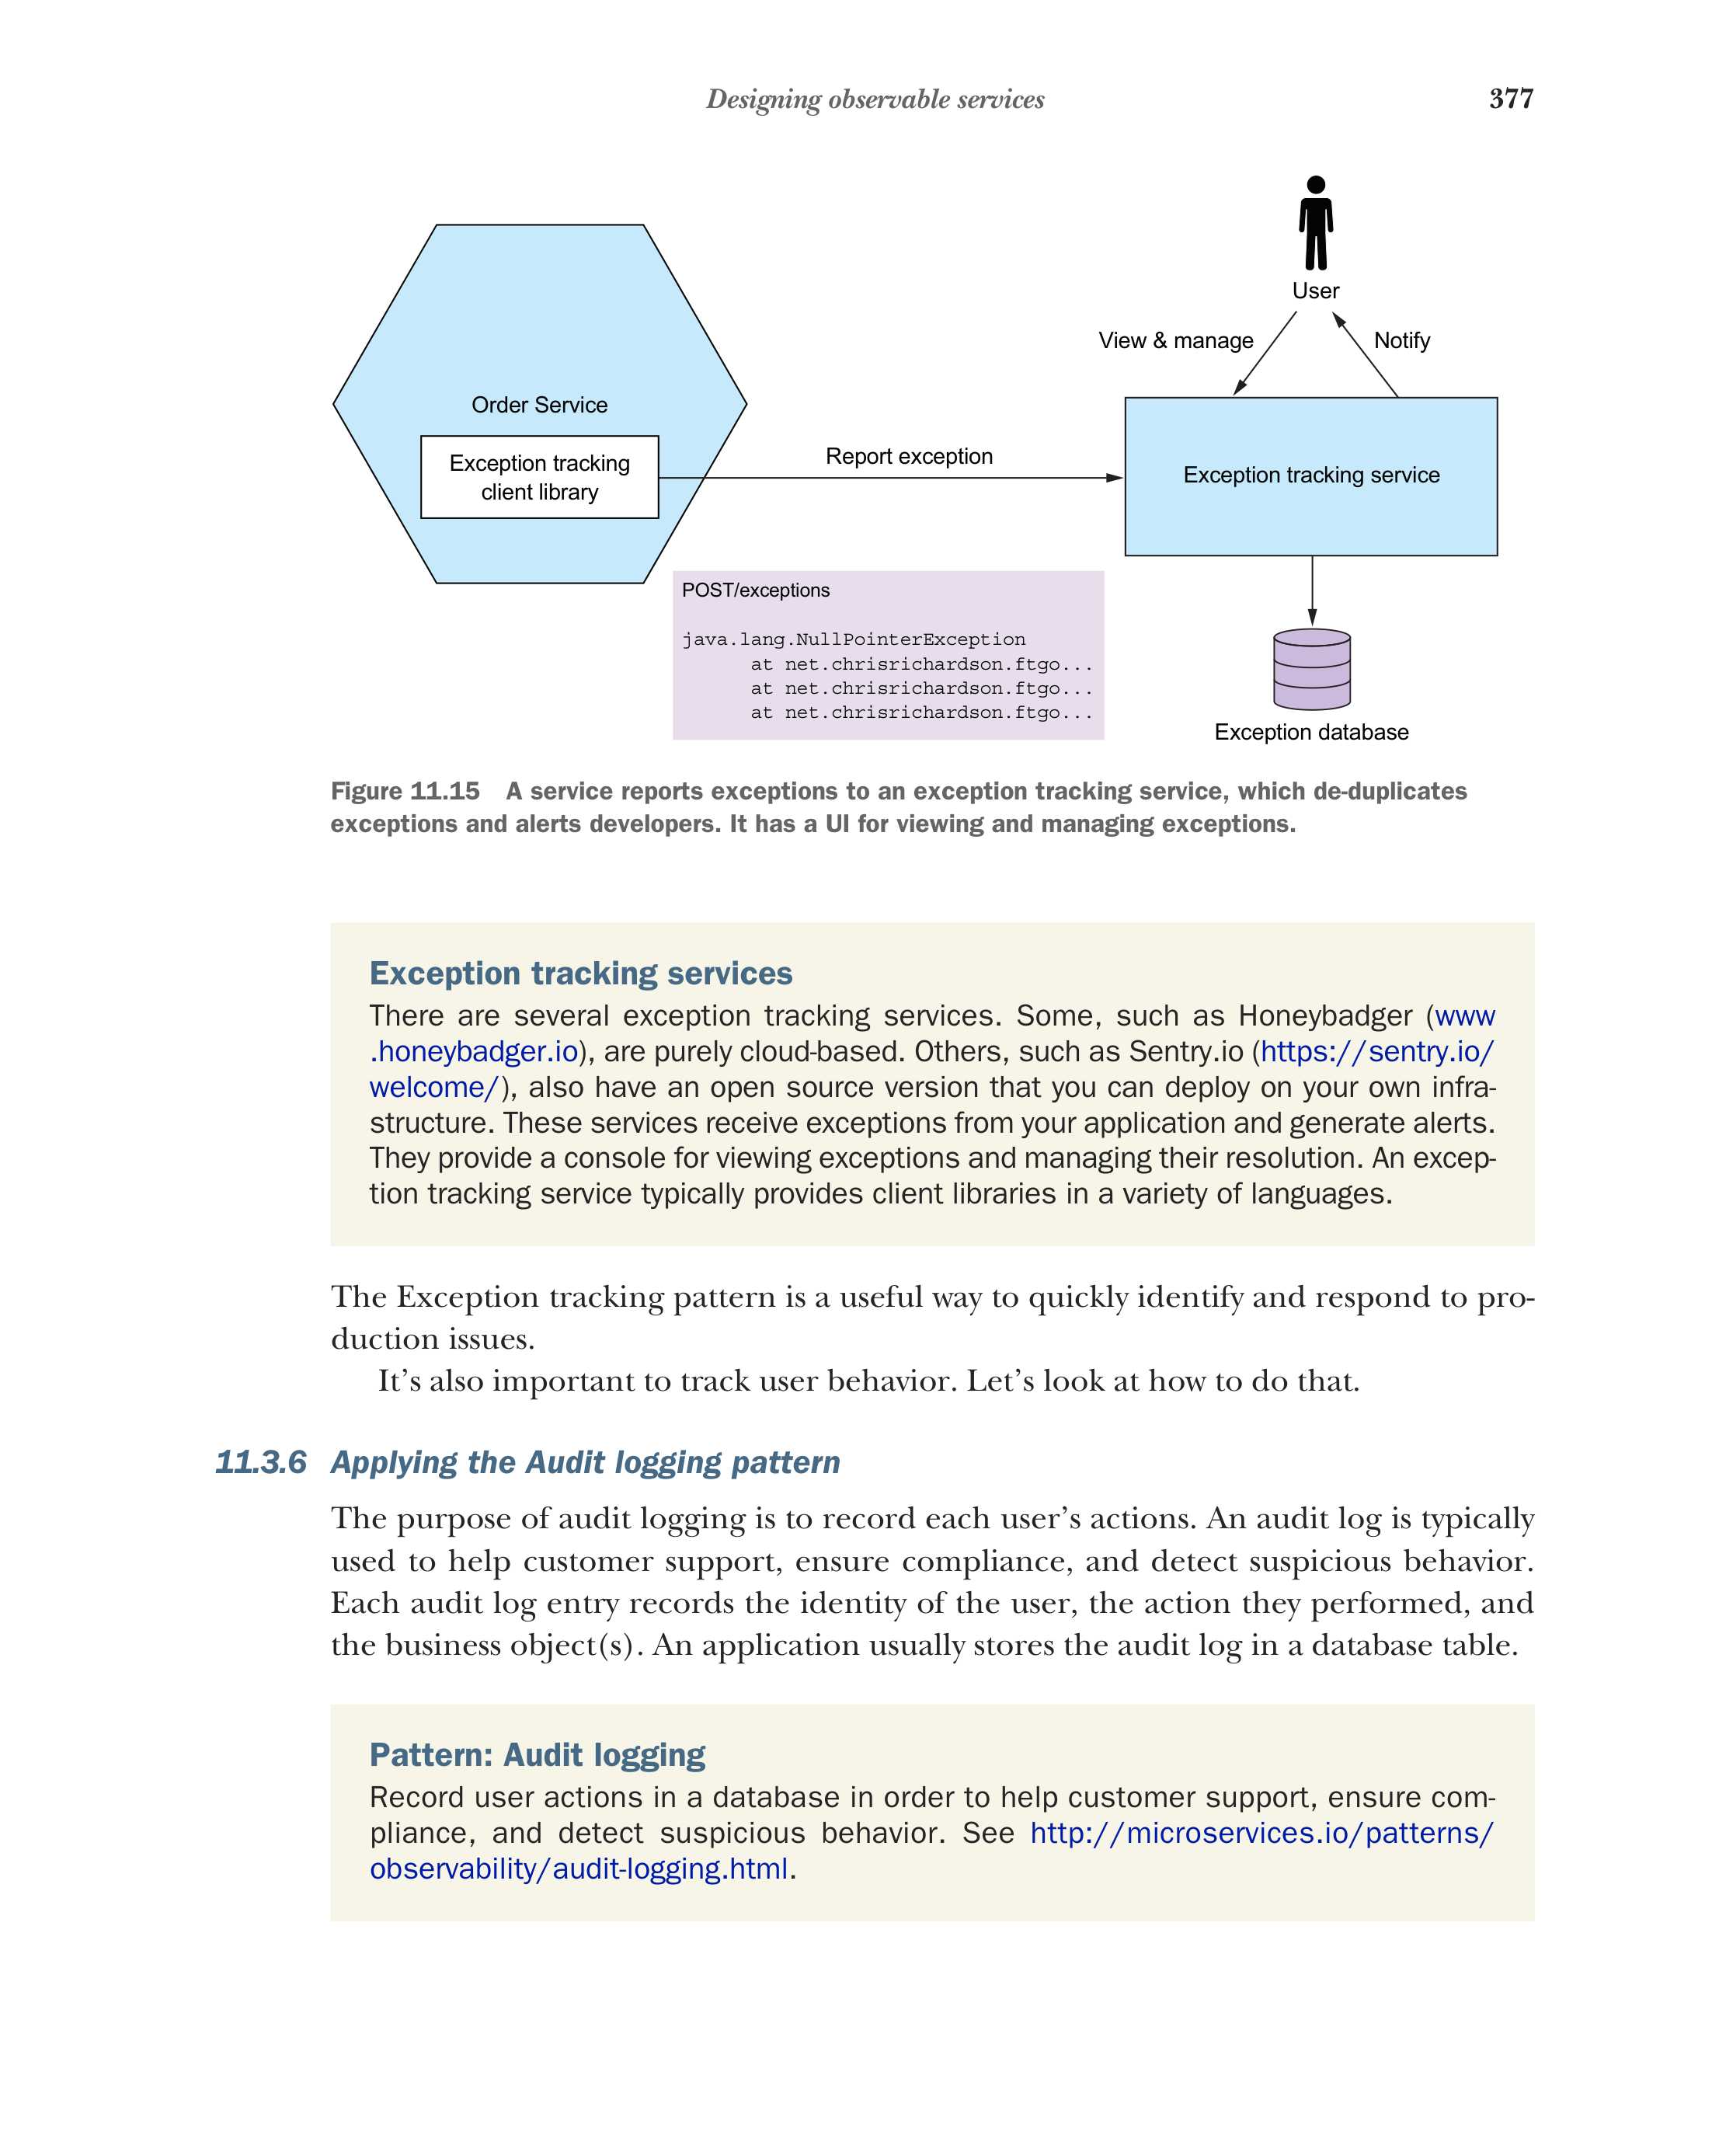 Designing observable services 377
User
View & manage
Notify
Order Service
Exception tracking
client library
Report exception
Exception tracking service
POST/exceptions
java.lang.NullPointerException
at net.chrisrichardson.ftgo...
at net.chrisrichardson.ftgo...
at net.chrisrichardson.ftgo...
Exception database
Figure 11.15 A service reports exceptions to an exception tracking service, which de-duplicates
exceptions and alerts developers. It has a UI for viewing and managing exceptions.
Exception tracking services
There are several exception tracking services. Some, such as Honeybadger (www
.honeybadger.io), are purely cloud-based. Others, such as Sentry.io (https://sentry.io/
welcome/), also have an open source version that you can deploy on your own infra-
structure. These services receive exceptions from your application and generate alerts.
They provide a console for viewing exceptions and managing their resolution. An excep-
tion tracking service typically provides client libraries in a variety of languages.
The Exception tracking pattern is a useful way to quickly identify and respond to pro-
duction issues.
It’s also important to track user behavior. Let’s look at how to do that.
11.3.6 Applying the Audit logging pattern
The purpose of audit logging is to record each user’s actions. An audit log is typically
used to help customer support, ensure compliance, and detect suspicious behavior.
Each audit log entry records the identity of the user, the action they performed, and
the business object(s). An application usually stores the audit log in a database table.
Pattern: Audit logging
Record user actions in a database in order to help customer support, ensure com-
pliance, and detect suspicious behavior. See http://microservices.io/patterns/
observability/audit-logging.html.